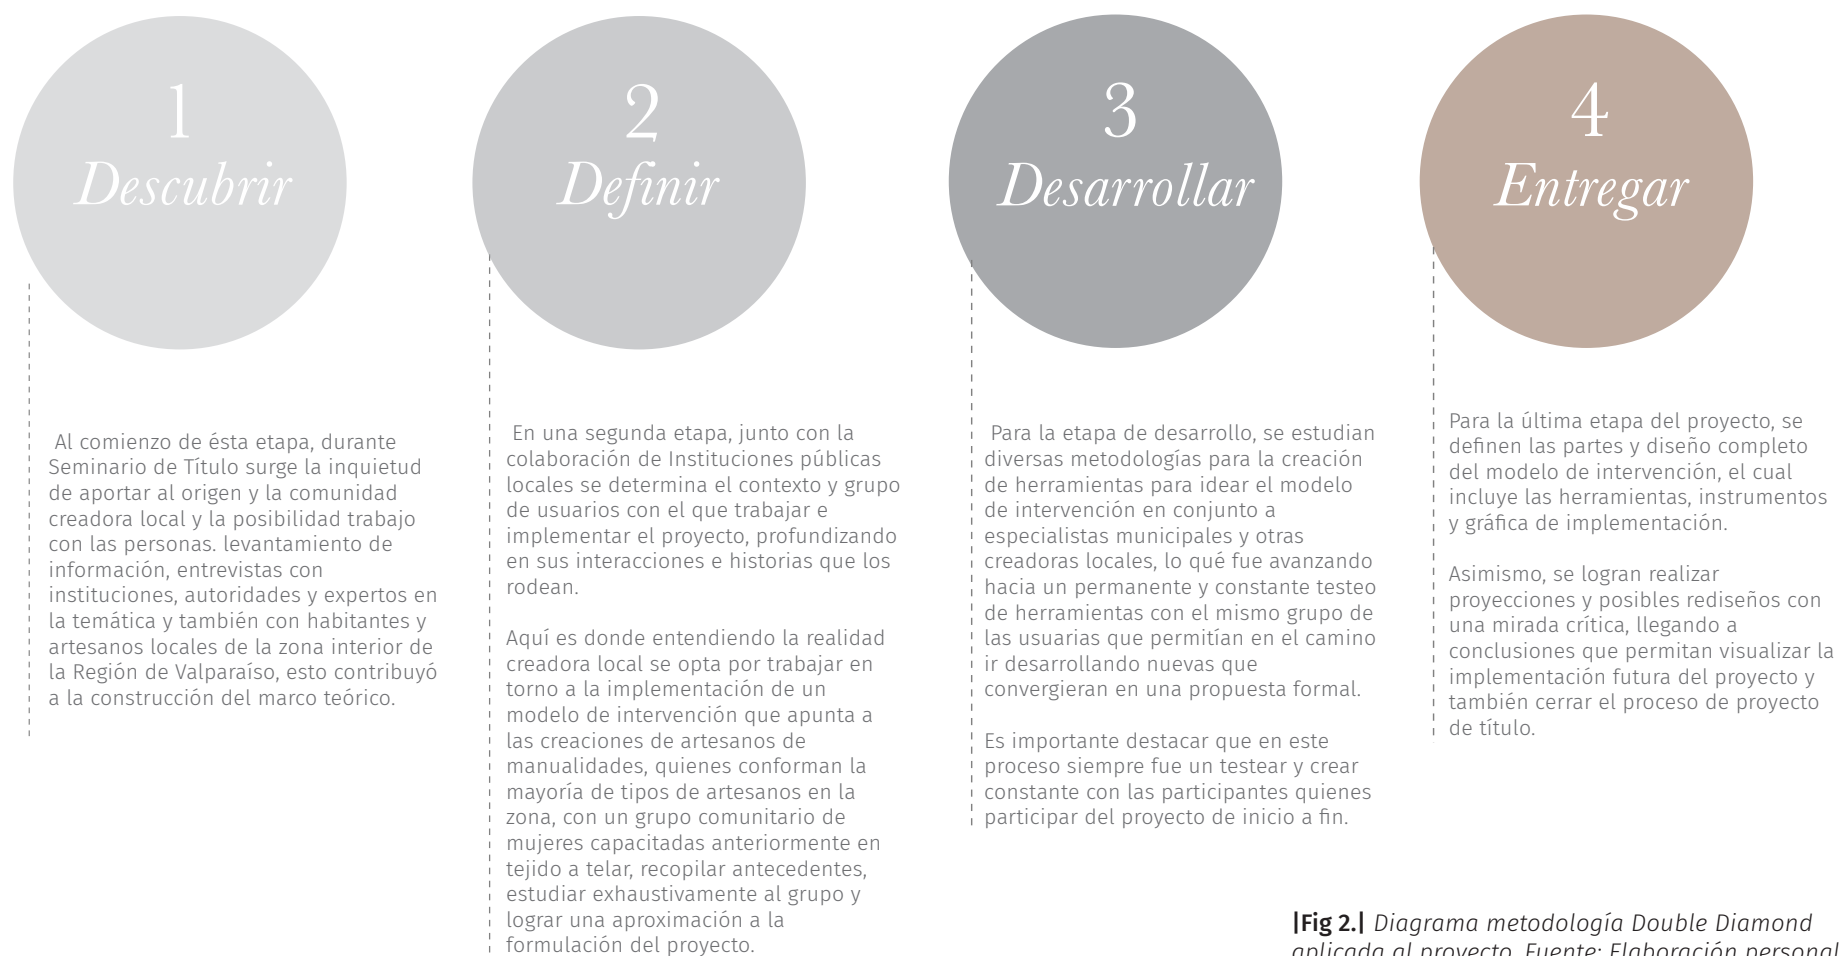 1
Descubrir
Al comienzo de ésta etapa, durante
Seminario de Título surge la inquietud
de aportar al origen y la comunidad
creadora local y la posibilidad trabajo
con las personas. levantamiento de
información, entrevistas con
instituciones, autoridades y expertos en
la temática y también con habitantes y
artesanos locales de la zona interior de
la Región de Valparaíso, esto contribuyó
a la construcción del marco teórico.
2
Definir
En una segunda etapa, junto con la
colaboración de Instituciones públicas
locales se determina el contexto y grupo
de usuarios con el que trabajar e
implementar el proyecto, profundizando
en sus interacciones e historias que los
rodean.
Aquí es donde entendiendo la realidad
creadora local se opta por trabajar en
torno a la implementación de un
modelo de intervención que apunta a
las creaciones de artesanos de
manualidades, quienes conforman la
mayoría de tipos de artesanos en la
zona, con un grupo comunitario de
mujeres capacitadas anteriormente en
tejido a telar, recopilar antecedentes,
estudiar exhaustivamente al grupo y
lograr una aproximación a la
formulación del proyecto.
3
Desarrollar
Para la etapa de desarrollo, se estudian
diversas metodologías para la creación
de herramientas para idear el modelo
de intervención en conjunto a
especialistas municipales y otras
creadoras locales, lo qué fue avanzando
hacia un permanente y constante testeo
de herramientas con el mismo grupo de
las usuarias que permitían en el camino
ir desarrollando nuevas que
convergieran en una propuesta formal.
Es importante destacar que en este
proceso siempre fue un testear y crear
constante con las participantes quienes
participar del proyecto de inicio a fin.
4
Entregar
Para la última etapa del proyecto, se
definen las partes y diseño completo
del modelo de intervención, el cual
incluye las herramientas, instrumentos
y gráfica de implementación.
Asimismo, se logran realizar
proyecciones y posibles rediseños con
una mirada crítica, llegando a
conclusiones que permitan visualizar la
implementación futura del proyecto y
también cerrar el proceso de proyecto
de título.
|Fig 2.| Diagrama metodología Double Diamond
aplicada al proyecto. Fuente: Elaboración personal